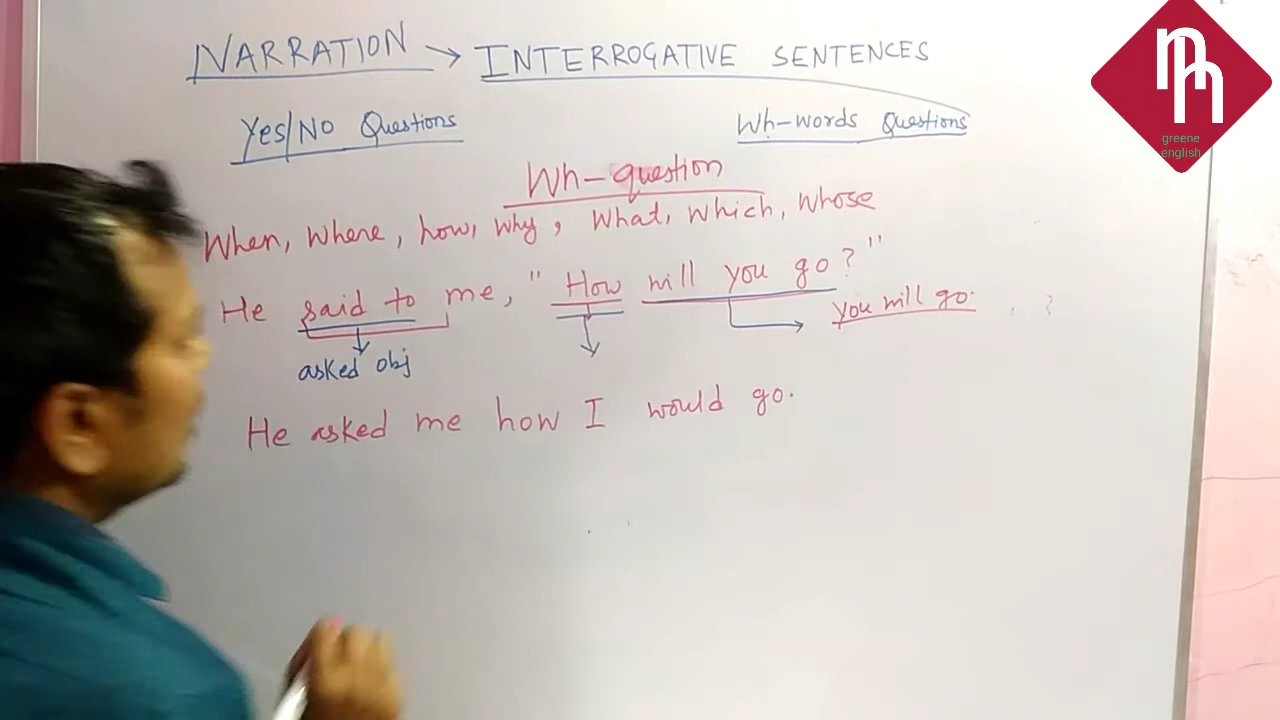 NARRATION → INTERROGATIVE SENTENCES
Yes/No Questions
Wh-words Questions
Wh-question
When, where, how, why, what, which, whose
He said to me, "How will you go?"
you will go.
asked obj
He asked me how I would go.
greene
english